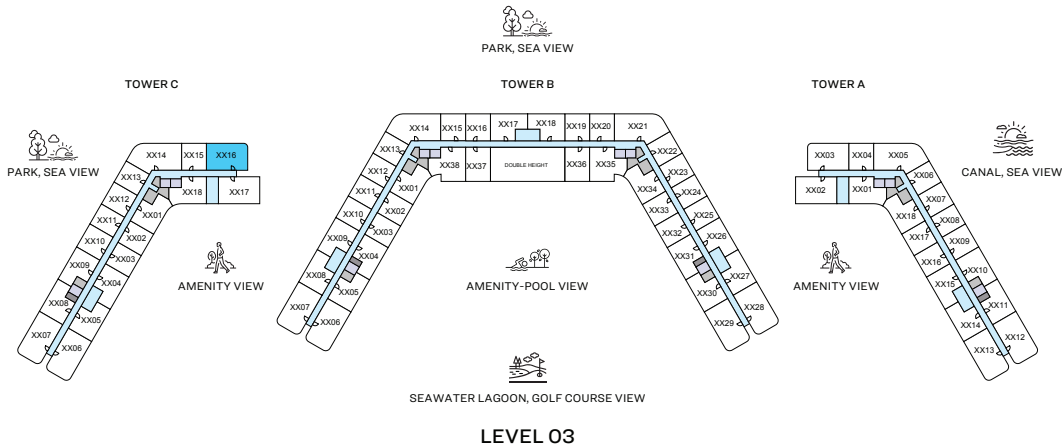 PARK, SEA VIEW
TOWER C
TOWER B
TOWER A
PARK, SEA VIEW
CANAL, SEA VIEW
XX14
XX15
XX16
XX13
XX18
XX17
XX12
XX01
XX11
XX02
XX10
XX03
XX09
XX04
XX08
XX05
XX07
XX06
XX14
XX15
XX16
XX17
XX18
XX19
XX20
XX21
XX13
XX38
XX37
DOUBLE HEIGHT
XX36
XX35
XX22
XX12
XX01
XX34
XX23
XX11
XX02
XX33
XX24
XX10
XX03
XX32
XX25
XX09
XX04
XX31
XX26
XX08
XX05
XX30
XX27
XX07
XX06
XX29
XX28
XX03
XX04
XX05
XX02
XX01
XX06
XX18
XX07
XX17
XX08
XX16
XX09
XX15
XX10
XX14
XX11
XX13
XX12
AMENITY VIEW
AMENITY-POOL VIEW
AMENITY VIEW
SEAWATER LAGOON, GOLF COURSE VIEW
LEVEL 03